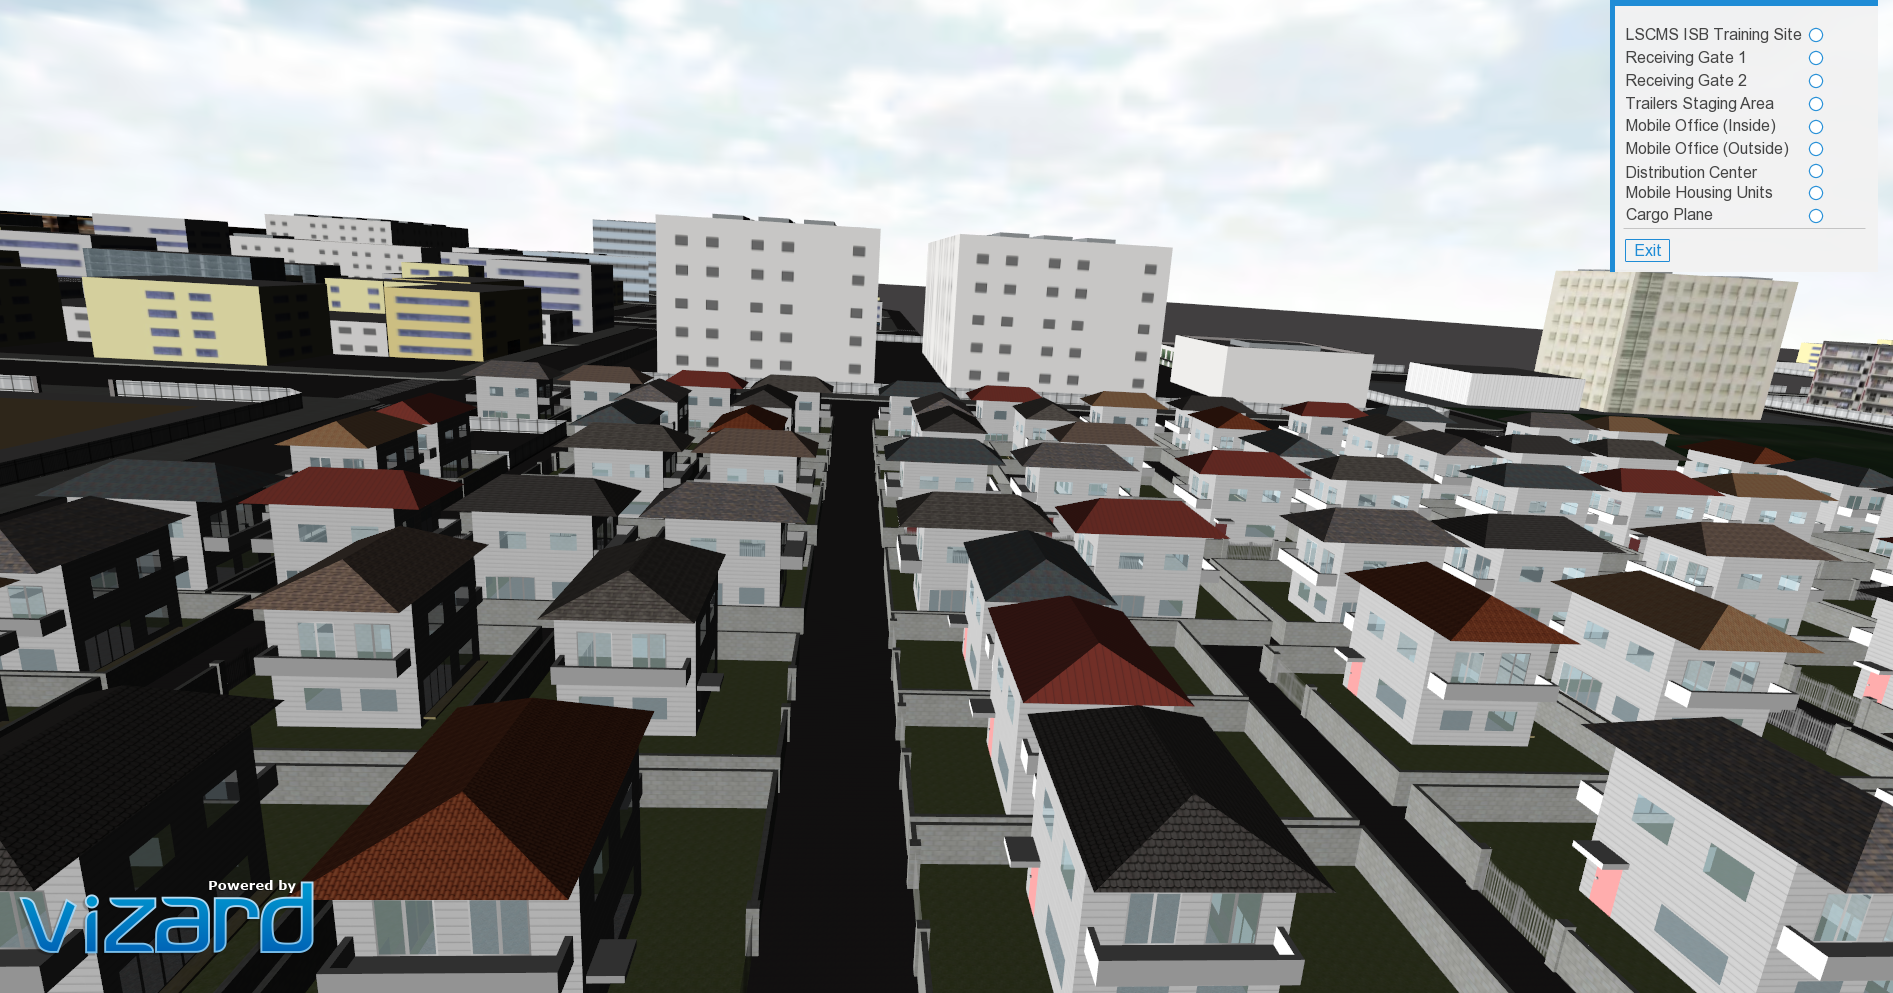 LSCMS ISB Training Site
Receiving Gate 1
Receiving Gate 2
Trailers Staging Area
Mobile Office (Inside)
Mobile Office (Outside)
Distribution Center
Mobile Housing Units
Cargo Plane
Exit
Powered by
vizard